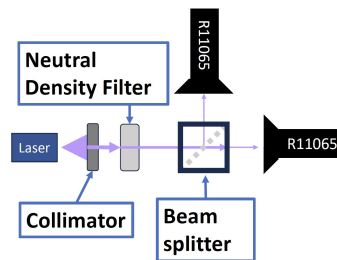 Neutral
Density Filter
R11065
Laser
R11065
Collimator
Beam
splitter